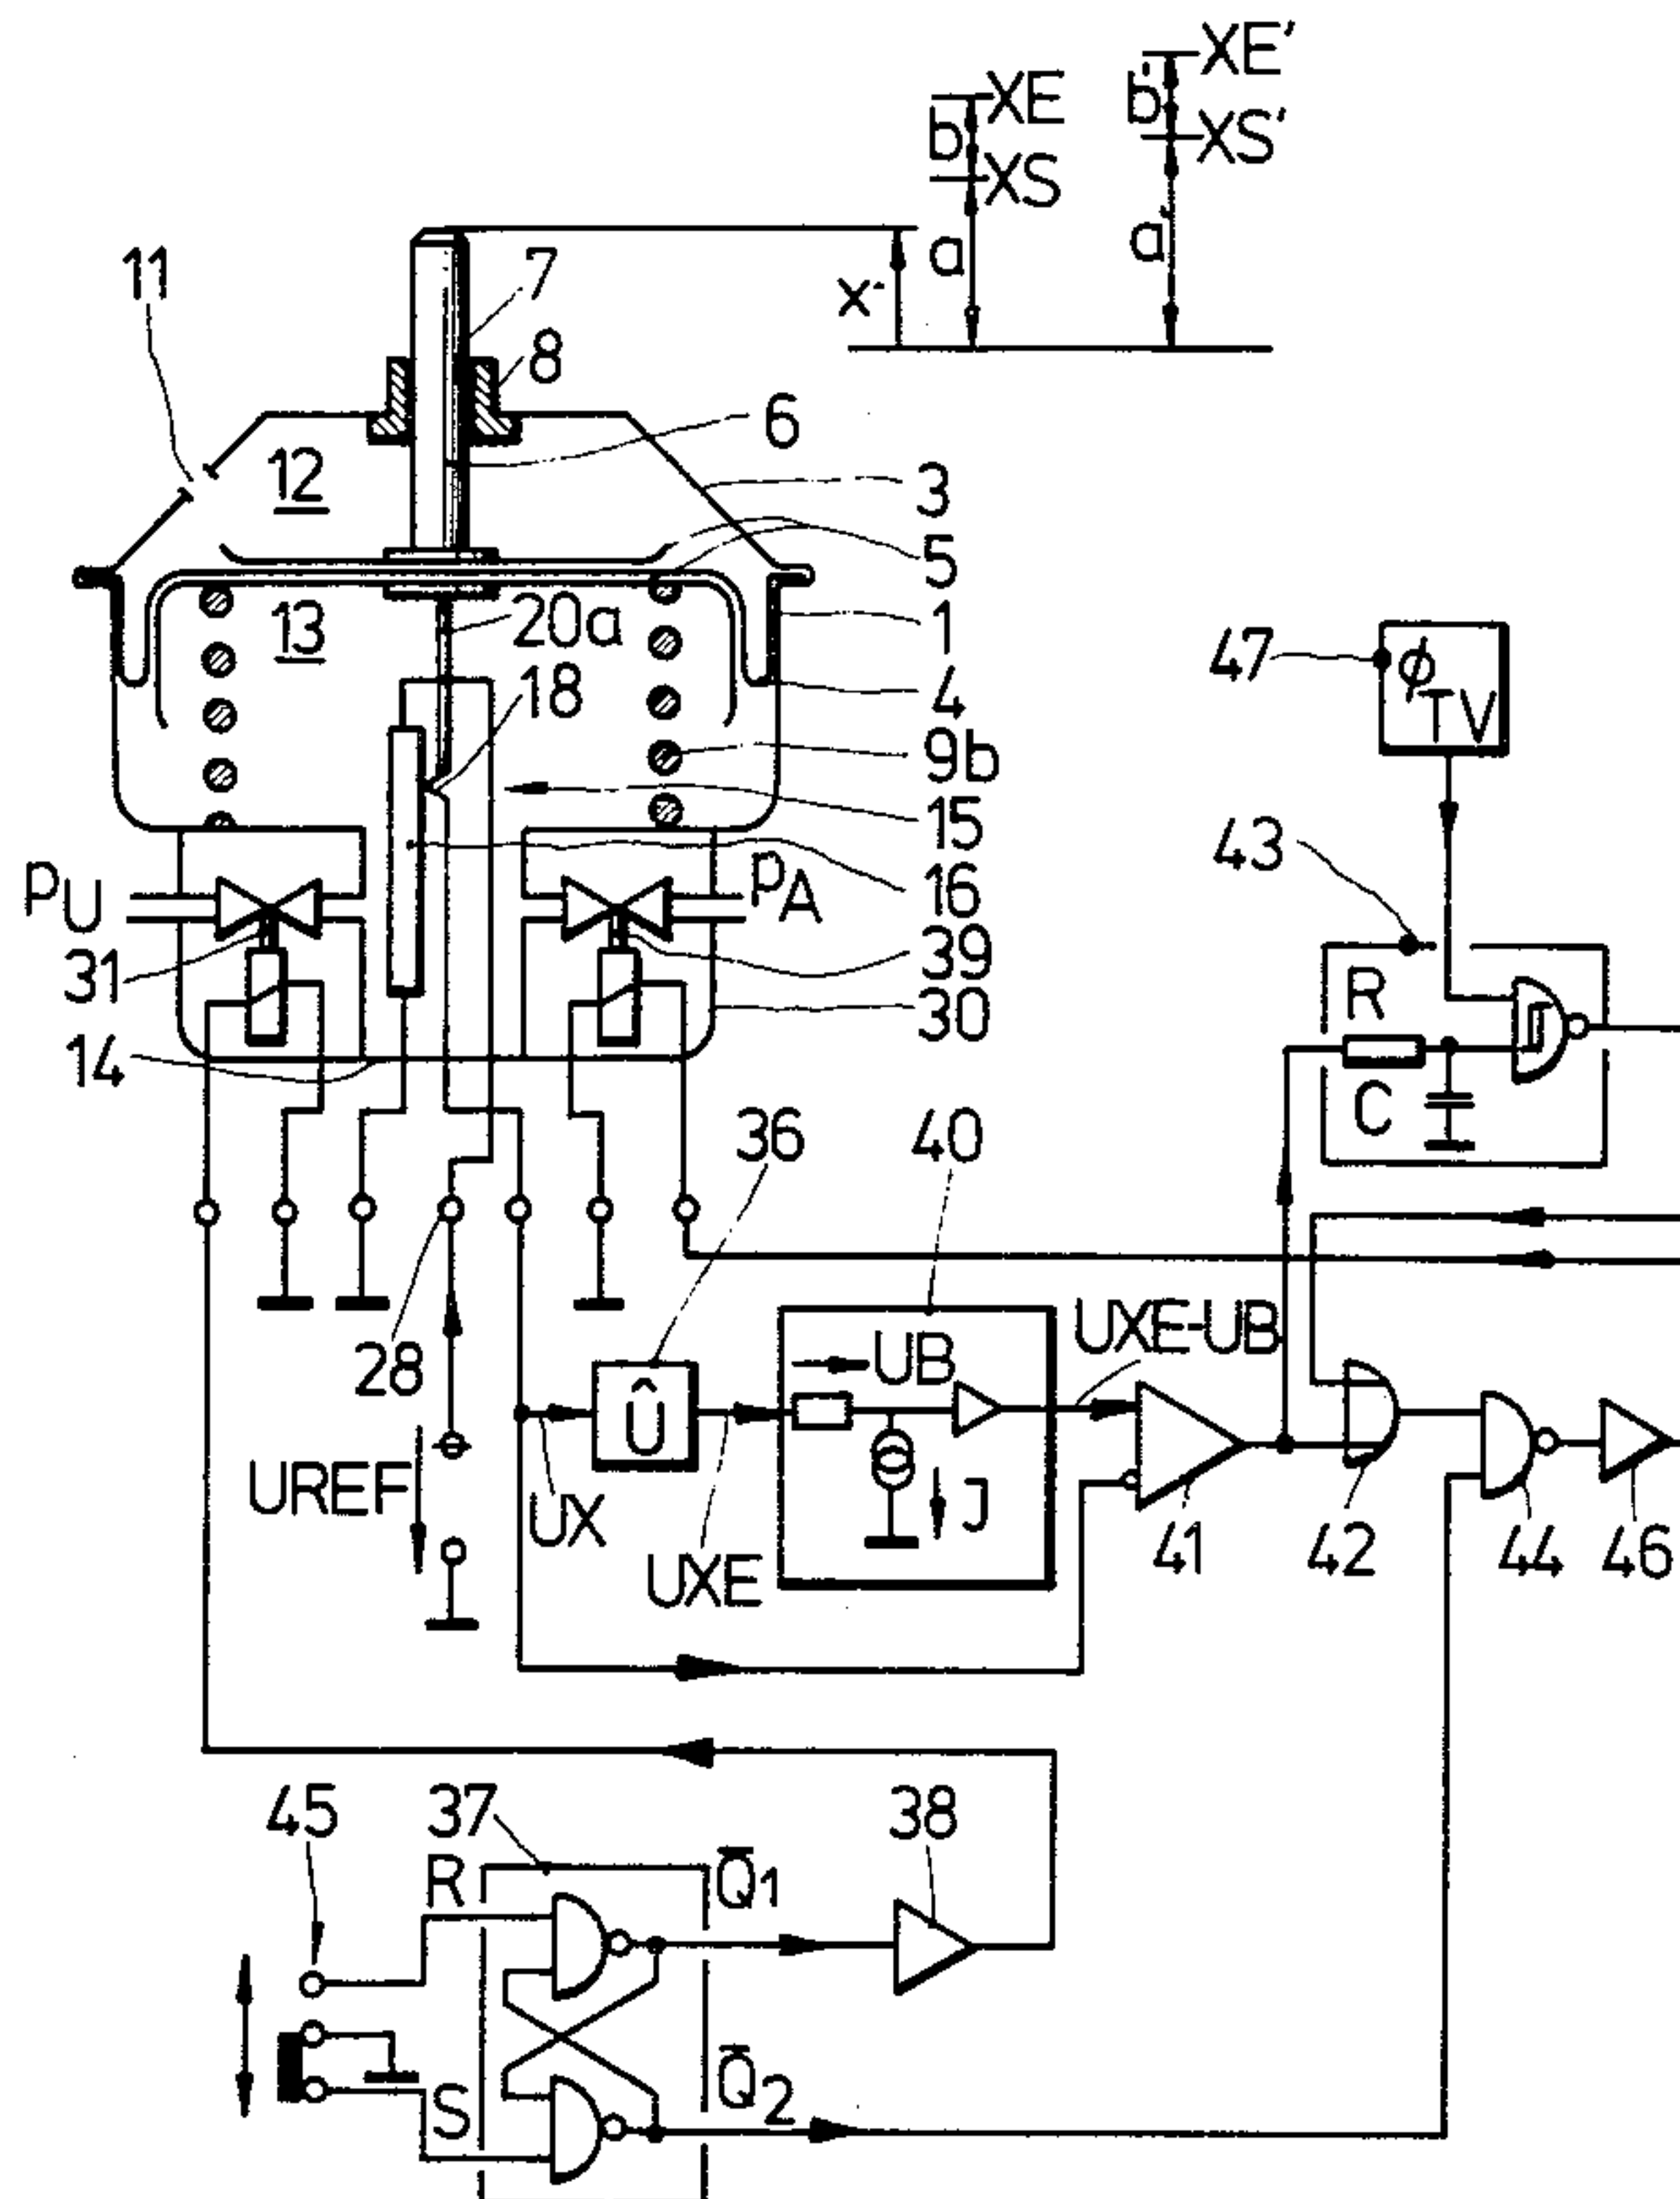 XE'
XE
b'
b
XS'
XS
a'
a
x
11
7
8
6
12
3
5
13
20a
1
18
4
47
ϕ
TV
9b
15
43
PU
PA
16
31
39
R
30
14
C
36
40
28
UB
UXE-UB
Û
UREF
UX
J
UXE
41
42
44
46
45
37
38
R
Q̅1
S
Q̅2